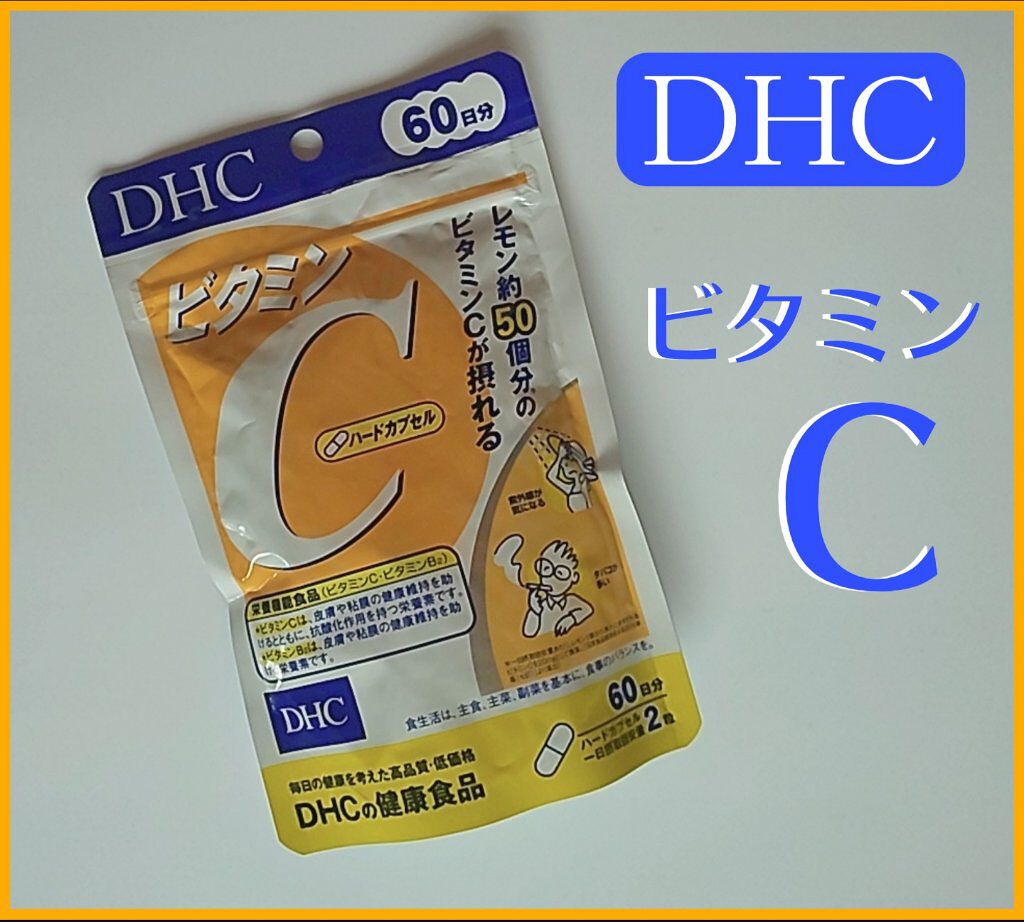 DHC
60日分
ビタミン
C
レモン約50個分の
ビタミンCが摂れる
ハードカプセル
紫外線が
気になる
タバコが
多い
栄養機能食品(ビタミンC・ビタミンB2)
●ビタミンCは、皮膚や粘膜の健康維持を助
けるとともに、抗酸化作用を持つ栄養素です。
●ビタミンB2は、皮膚や粘膜の健康維持を助
ける栄養素です。
DHC
食生活は、主食、主菜、副菜を基本に、食事のバランスを。
60日分
ハードカプセル
一日摂取目安量2粒
毎日の健康を考えた高品質・低価格
DHCの健康食品
DHC
ビタミン
C